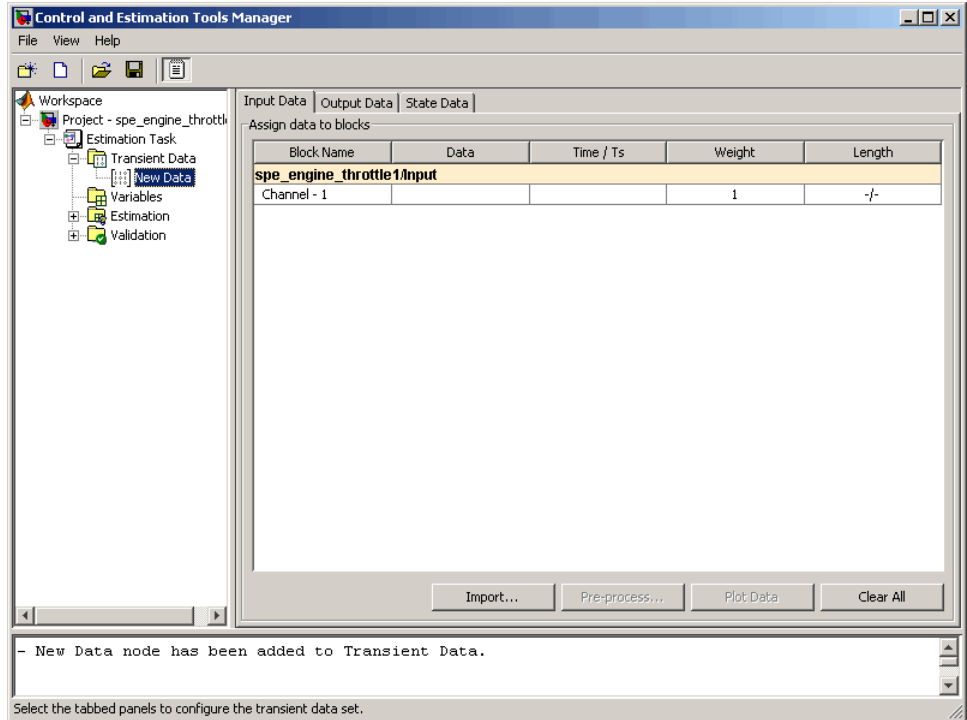 Control and Estimation Tools Manager
File View Help
Workspace
Project - spe_engine_throttl
Estimation Task
Transient Data
New Data
Variables
Estimation
Validation
Input Data Output Data State Data
Assign data to blocks
Block Name Data Time / Ts Weight Length
spe_engine_throttle1/Input
Channel - 1 1 -/-
Import... Pre-process... Plot Data Clear All
- New Data node has been added to Transient Data.
Select the tabbed panels to configure the transient data set.